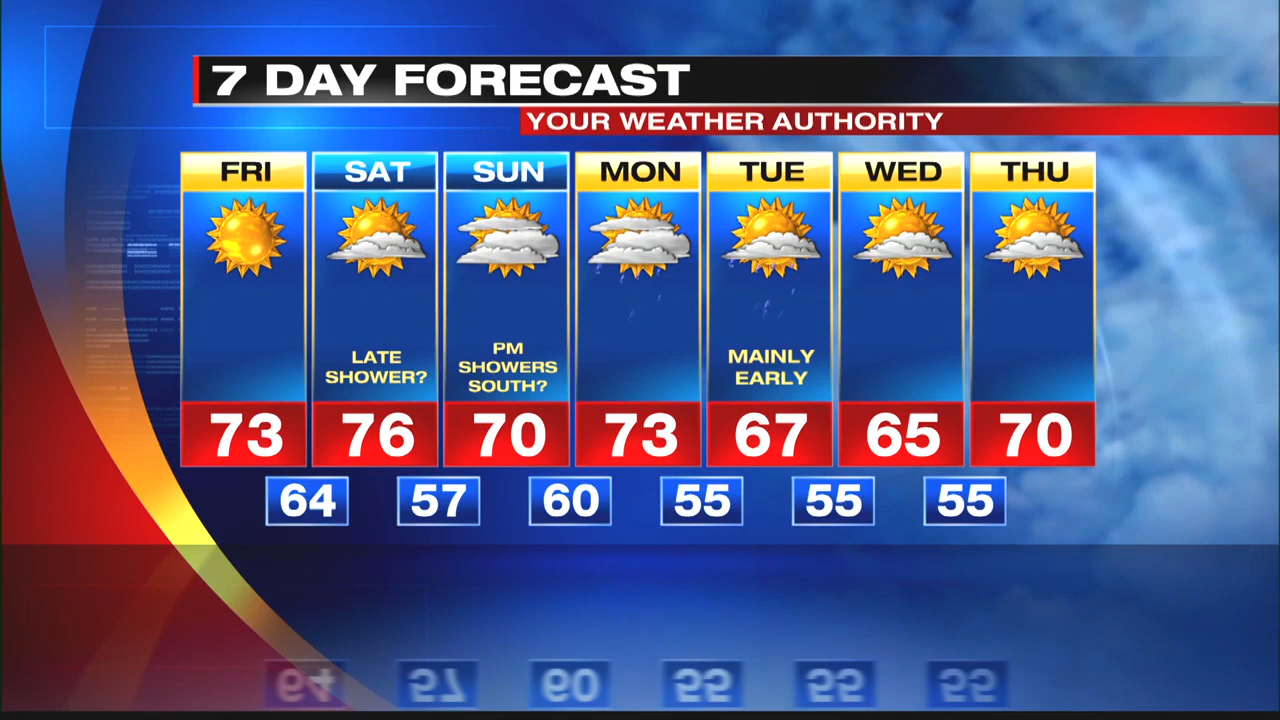 7 DAY FORECAST
YOUR WEATHER AUTHORITY
FRI SAT SUN MON TUE WED THU
LATE
SHOWER?
PM
SHOWERS
SOUTH?
MAINLY
EARLY
73 76 70 73 67 65 70
64 57 60 55 55 55